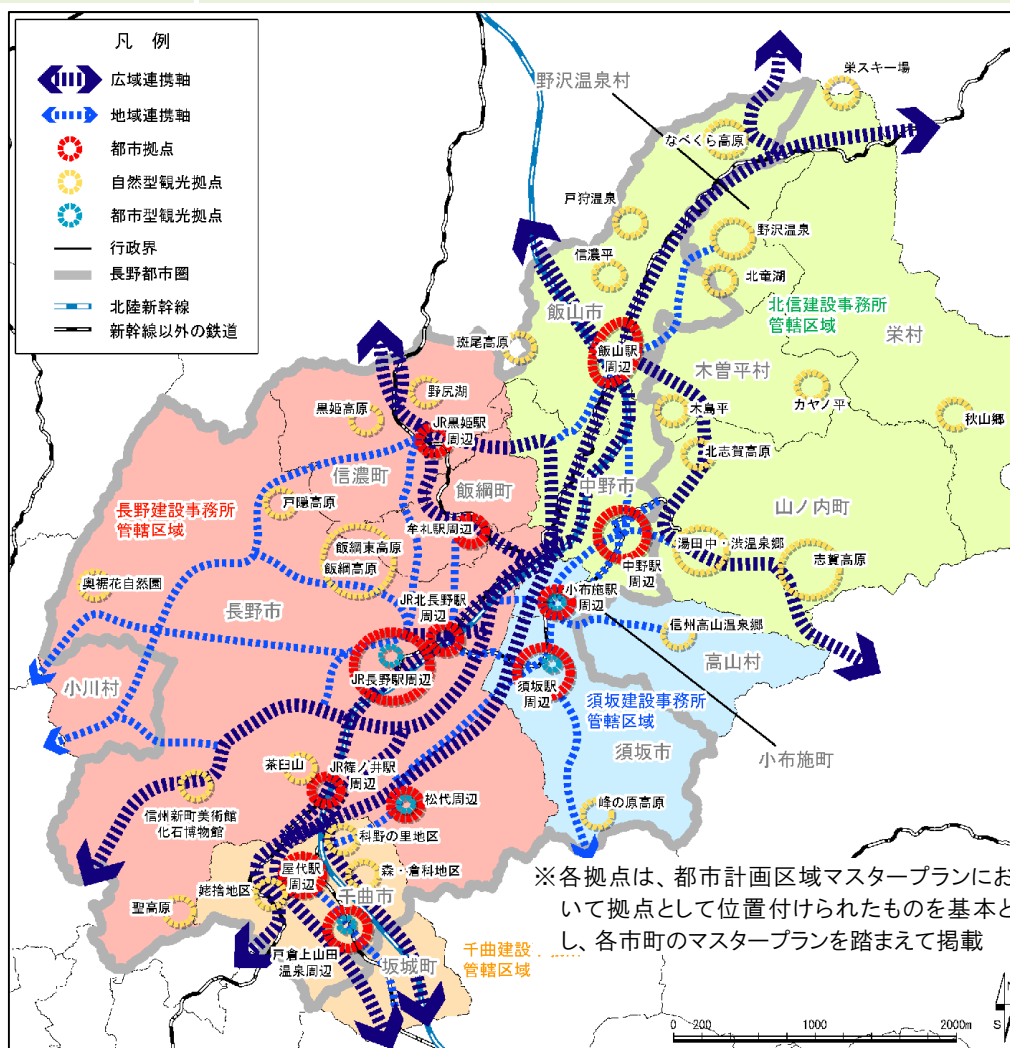 凡 例
広域連携軸
地域連携軸
都市拠点
自然型観光拠点
都市型観光拠点
行政界
長野都市圏
北陸新幹線
新幹線以外の鉄道
野沢温泉村
栄スキー場
なべくら高原
戸狩温泉
野沢温泉
信濃平
北竜湖
飯山市
北信建設事務所
管轄区域
栄村
斑尾高原
飯山駅
周辺
木曽平村
野尻湖
木島平
カヤノ平
秋山郷
黒姫高原
JR黒姫駅
周辺
北志賀高原
信濃町
飯綱町
中野市
山ノ内町
長野建設事務所
管轄区域
戸隠高原
牟礼駅周辺
飯綱東高原
飯綱高原
湯田中・渋温泉郷
志賀高原
中野駅
周辺
奥裾花自然園
長野市
JR北長野駅
周辺
小布施駅
周辺
信州高山温泉郷
高山村
小川村
JR長野駅周辺
須坂駅
周辺
須坂建設事務所
管轄区域
須坂市
小布施町
茶臼山
JR篠ノ井駅
周辺
信州新町美術館
化石博物館
松代周辺
峰の原高原
科野の里地区
屋代駅
周辺
森・倉科地区
姨捨地区
千曲市
聖高原
戸倉上山田
温泉周辺
坂城町
千曲建設
管轄区域
※各拠点は、都市計画区域マスタープランにお
いて拠点として位置付けられたものを基本と
し、各市町のマスタープランを踏まえて掲載
N
S
0 200 1000 2000m